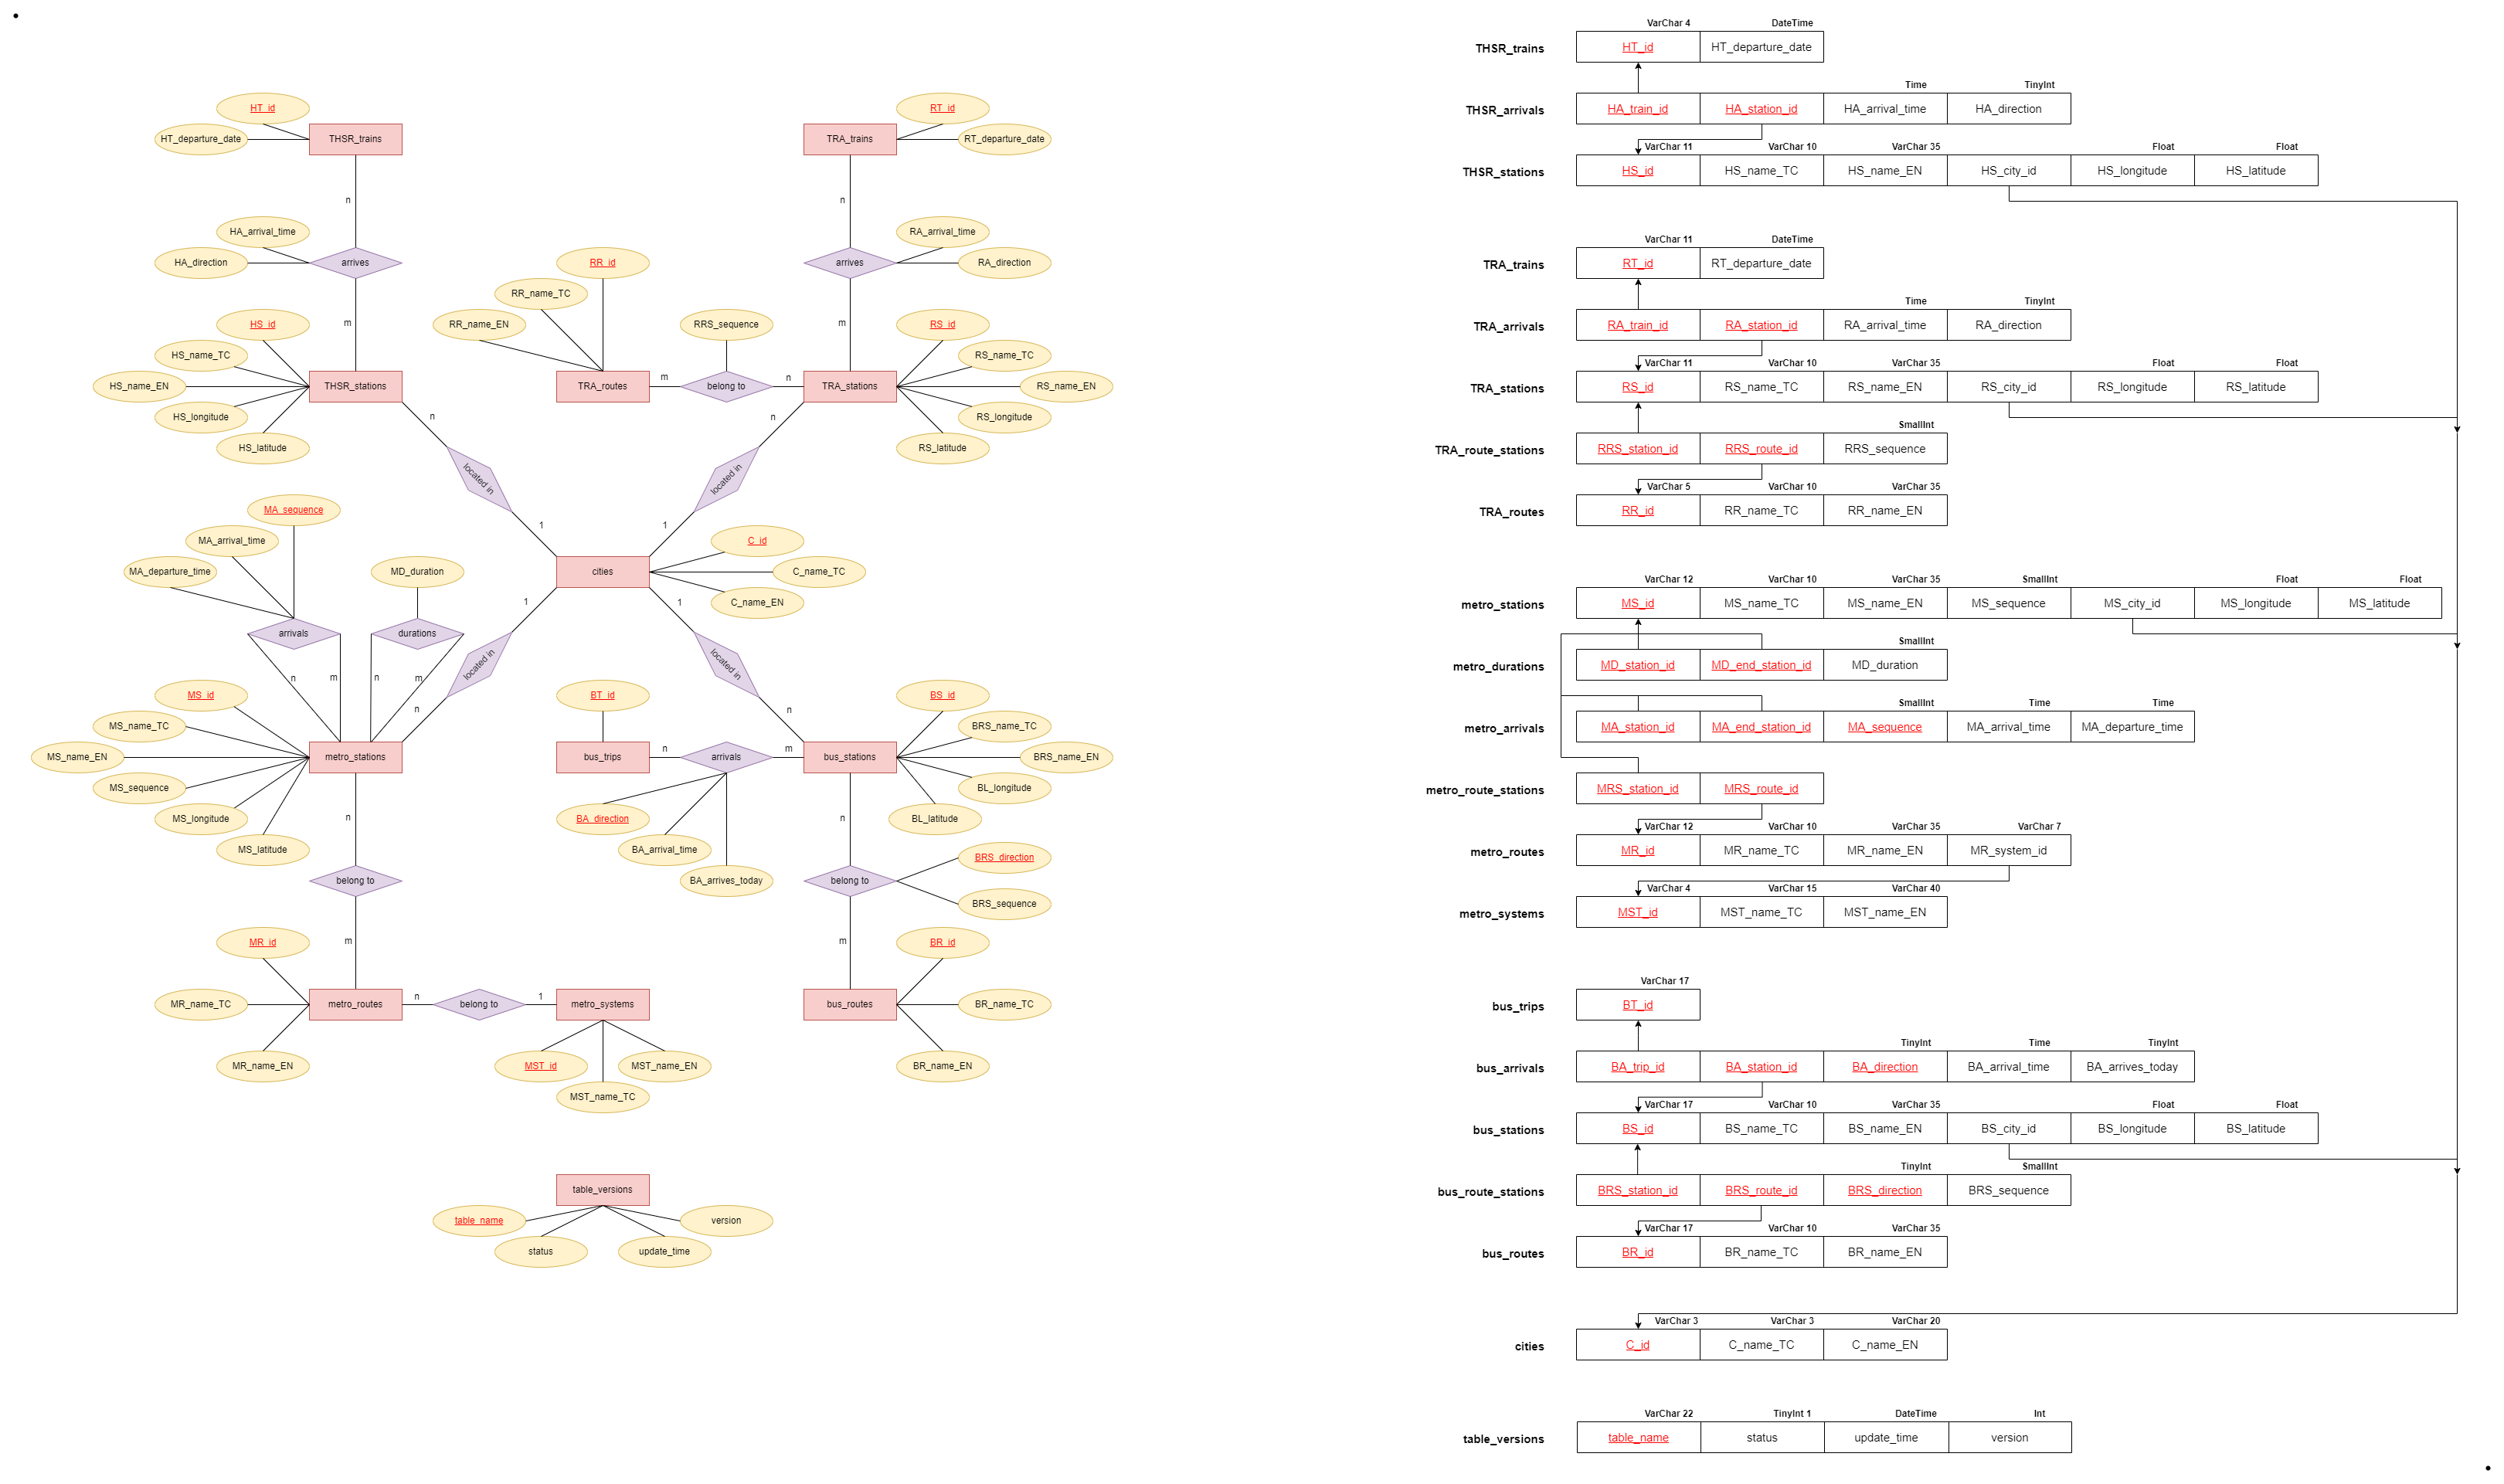 HT_id
HT_departure_date
THSR_trains
n
HA_arrival_time
HA_direction
arrives
m
HS_id
HS_name_TC
HS_name_EN
THSR_stations
HS_longitude
HS_latitude
n
located in
1
RT_id
TRA_trains
RT_departure_date
n
RA_arrival_time
arrives
RA_direction
m
RR_id
RR_name_TC
RR_name_EN
TRA_routes
m
RRS_sequence
belong to
n
TRA_stations
RS_id
RS_name_TC
RS_name_EN
RS_longitude
RS_latitude
n
located in
1
cities
C_id
C_name_TC
C_name_EN
MA_sequence
MA_arrival_time
MA_departure_time
arrivals
n
m
MD_duration
durations
n
m
1
located in
n
1
located in
n
MS_id
MS_name_TC
MS_name_EN
metro_stations
MS_sequence
MS_longitude
MS_latitude
n
belong to
m
BT_id
bus_trips
n
arrivals
m
bus_stations
BA_direction
BA_arrival_time
BA_arrives_today
BS_id
BRS_name_TC
BRS_name_EN
BL_longitude
BL_latitude
n
belong to
BRS_direction
BRS_sequence
m
MR_id
MR_name_TC
metro_routes
MR_name_EN
n
belong to
1
metro_systems
MST_id
MST_name_TC
MST_name_EN
bus_routes
BR_id
BR_name_TC
BR_name_EN
table_versions
table_name
status
update_time
version
VarChar 4 DateTime
THSR_trains HT_id HT_departure_date
Time TinyInt
THSR_arrivals HA_train_id HA_station_id HA_arrival_time HA_direction
VarChar 11 VarChar 10 VarChar 35 Float Float
THSR_stations HS_id HS_name_TC HS_name_EN HS_city_id HS_longitude HS_latitude
VarChar 11 DateTime
TRA_trains RT_id RT_departure_date
Time TinyInt
TRA_arrivals RA_train_id RA_station_id RA_arrival_time RA_direction
VarChar 11 VarChar 10 VarChar 35 Float Float
TRA_stations RS_id RS_name_TC RS_name_EN RS_city_id RS_longitude RS_latitude
SmallInt
TRA_route_stations RRS_station_id RRS_route_id RRS_sequence
VarChar 5 VarChar 10 VarChar 35
TRA_routes RR_id RR_name_TC RR_name_EN
VarChar 12 VarChar 10 VarChar 35 SmallInt Float Float
metro_stations MS_id MS_name_TC MS_name_EN MS_sequence MS_city_id MS_longitude MS_latitude
SmallInt
metro_durations MD_station_id MD_end_station_id MD_duration
SmallInt Time Time
metro_arrivals MA_station_id MA_end_station_id MA_sequence MA_arrival_time MA_departure_time
metro_route_stations MRS_station_id MRS_route_id
VarChar 12 VarChar 10 VarChar 35 VarChar 7
metro_routes MR_id MR_name_TC MR_name_EN MR_system_id
VarChar 4 VarChar 15 VarChar 40
metro_systems MST_id MST_name_TC MST_name_EN
VarChar 17
bus_trips BT_id
TinyInt Time TinyInt
bus_arrivals BA_trip_id BA_station_id BA_direction BA_arrival_time BA_arrives_today
VarChar 17 VarChar 10 VarChar 35 Float Float
bus_stations BS_id BS_name_TC BS_name_EN BS_city_id BS_longitude BS_latitude
TinyInt SmallInt
bus_route_stations BRS_station_id BRS_route_id BRS_direction BRS_sequence
VarChar 17 VarChar 10 VarChar 35
bus_routes BR_id BR_name_TC BR_name_EN
VarChar 3 VarChar 3 VarChar 20
cities C_id C_name_TC C_name_EN
VarChar 22 TinyInt 1 DateTime Int
table_versions table_name status update_time version